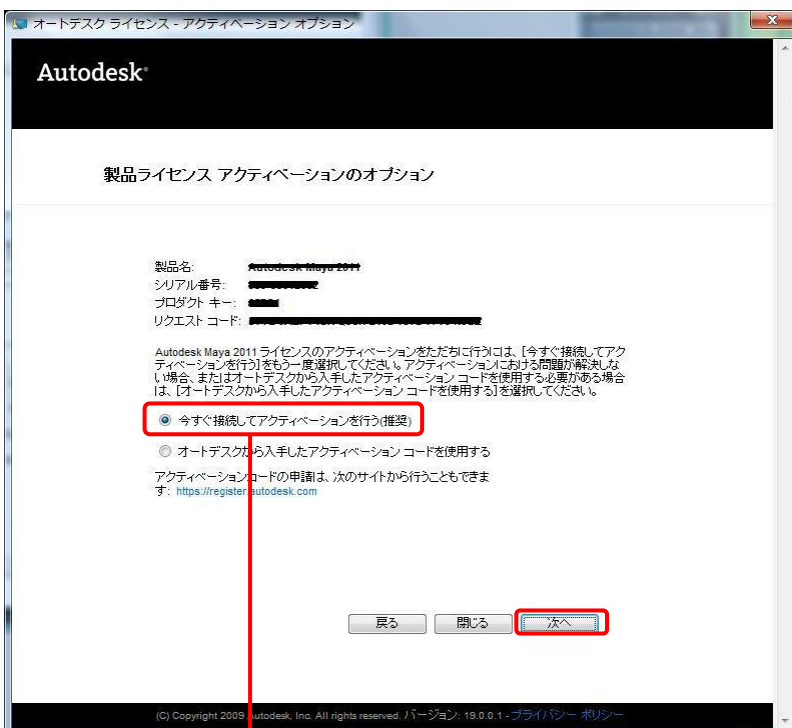 オートデスク ライセンス - アクティベーション オプション
Autodesk
製品ライセンス アクティベーションのオプション
製品名: Autodesk Maya 2011
シリアル番号:
プロダクト キー:
リクエスト コード:
Autodesk Maya 2011 ライセンスのアクティベーションをただちに行うには、[今すぐ接続してアク
ティベーションを行う]をもう一度選択してください。アクティベーションにおける問題が解決しな
い場合、またはオートデスクから入手したアクティベーション コードを使用する必要がある場合
は、[オートデスクから入手したアクティベーション コードを使用する]を選択してください。
今すぐ接続してアクティベーションを行う(推奨)
オートデスクから入手したアクティベーション コードを使用する
アクティベーションコードの申請は、次のサイトから行うこともできま
す: https://register.autodesk.com
戻る 閉じる 次へ
(C) Copyright 2009 Autodesk, Inc. All rights reserved. バージョン: 19.0.0.1 - プライバシー ポリシー